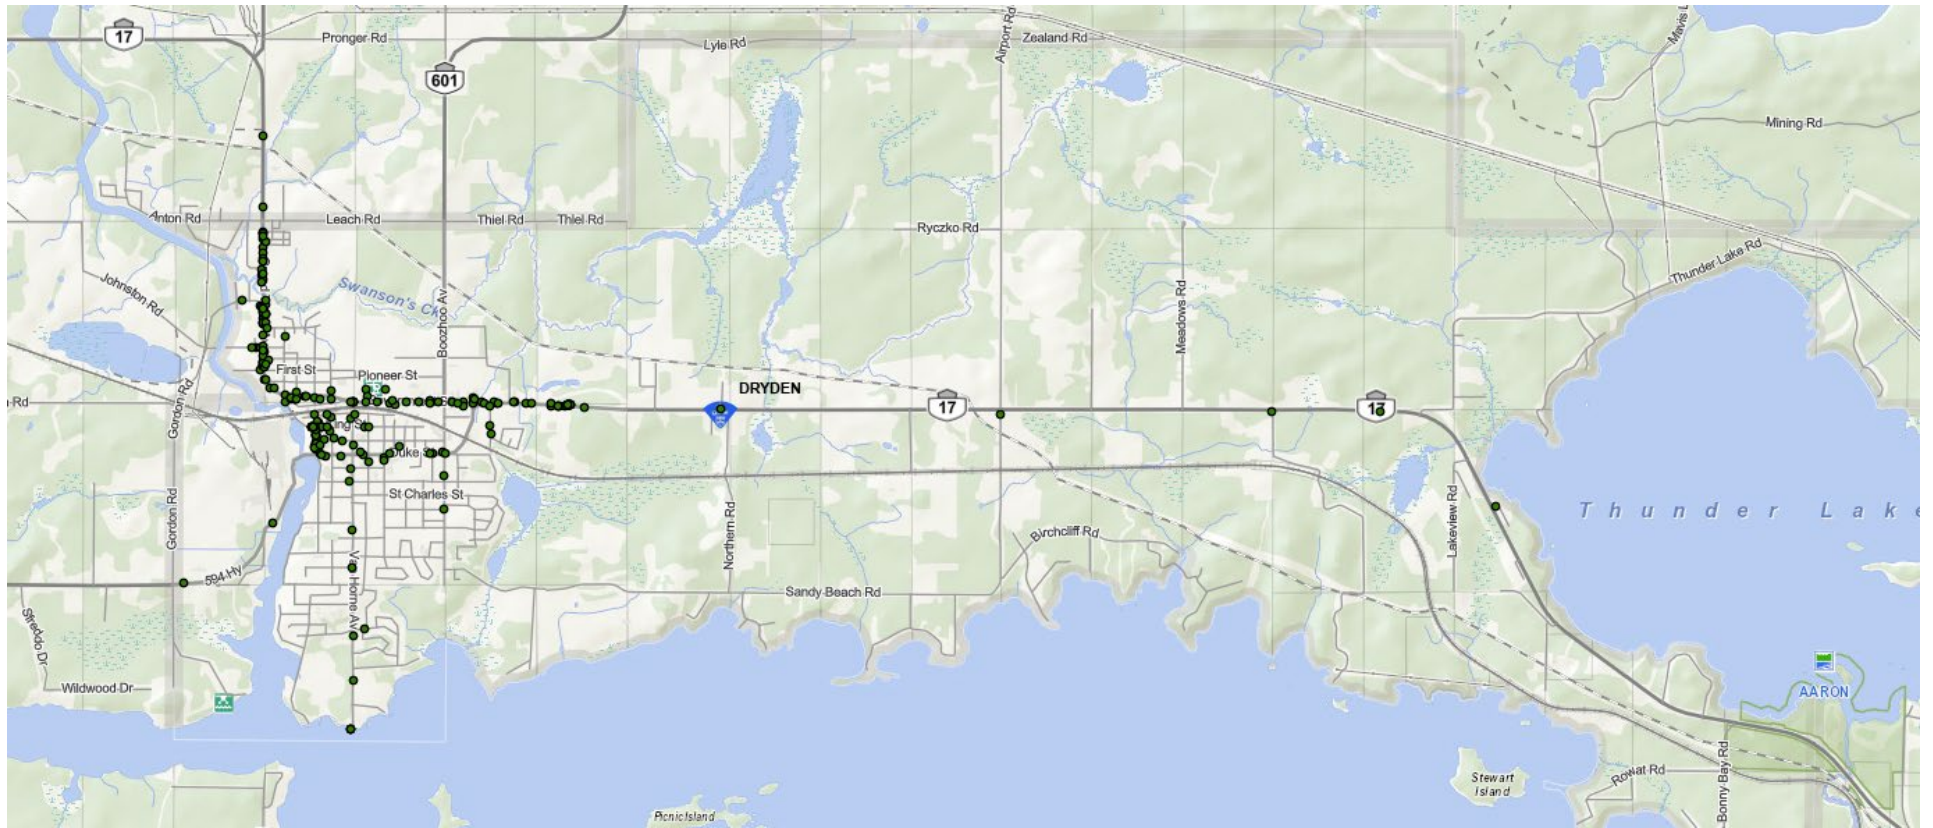 17
Pronger Rd
601
Lyle Rd
Airport Rd
Zealand Rd
Mining Rd
Anton Rd
Leach Rd
Thiel Rd
Thiel Rd
Ryczko Rd
Thunder Lake Rd
Johnston Rd
Swanson's Ck
Boozhoo Av
Meadows Rd
First St
Pioneer St
DRYDEN
Gordon Rd
17
17
Duke S
St Charles St
Gordon Rd
Northern Rd
Birchcliff Rd
Lakeview Rd
Thunder Lake
594 Hy
Van Horne Av
Sandy Beach Rd
Wildwood Dr
AARON
Rowat Rd
Bonny Bay Rd
Stewart
Island
Picnic Island